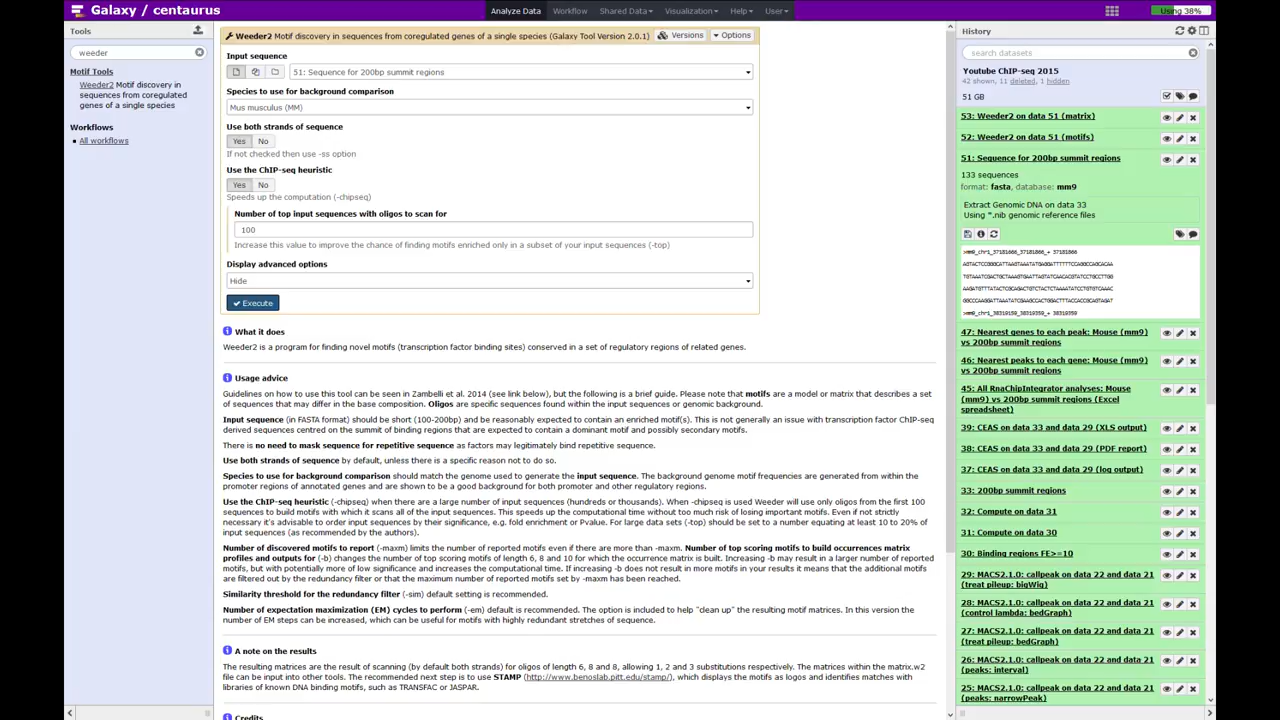 Galaxy / centaurus
Analyze Data Workflow Shared Data▾ Visualization▾ Help▾ User▾
Using 38%
Tools
weeder
Motif Tools
Weeder2 Motif discovery in
sequences from coregulated
genes of a single species
Workflows
All workflows
Weeder2 Motif discovery in sequences from coregulated genes of a single species (Galaxy Tool Version 2.0.1)
Versions
Options
Input sequence
51: Sequence for 200bp summit regions
Species to use for background comparison
Mus musculus (MM)
Use both strands of sequence
Yes No
If not checked then use -ss option
Use the ChIP-seq heuristic
Yes No
Speeds up the computation (-chipseq)
Number of top input sequences with oligos to scan for
100
Increase this value to improve the chance of finding motifs enriched only in a subset of your input sequences (-top)
Display advanced options
Hide
Execute
What it does
Weeder2 is a program for finding novel motifs (transcription factor binding sites) conserved in a set of regulatory regions of related genes.
Usage advice
Guidelines on how to use this tool can be seen in Zambelli et al. 2014 (see link below), but the following is a brief guide. Please note that motifs are a model or matrix that describes a set
of sequences that may differ in the base composition. Oligos are specific sequences found within the input sequences or genomic background.
Input sequence (in FASTA format) should be short (100-200bp) and be reasonably expected to contain an enriched motif(s). This is not generally an issue with transcription factor ChIP-seq
derived sequences centred on the summit of binding regions that are expected to contain a dominant motif and possibly secondary motifs.
There is no need to mask sequence for repetitive sequence as factors may legitimately bind repetitive sequence.
Use both strands of sequence by default, unless there is a specific reason not to do so.
Species to use for background comparison should match the genome used to generate the input sequence. The background genome motif frequencies are generated from within the
promoter regions of annotated genes and are shown to be a good background for both promoter and other regulatory regions.
Use the ChIP-seq heuristic (-chipseq) when there are a large number of input sequences (hundreds or thousands). When -chipseq is used Weeder will use only oligos from the first 100
sequences to build motifs with which it scans all of the input sequences. This speeds up the computational time without too much risk of losing important motifs. Even if not strictly
necessary it's advisable to order input sequences by their significance, e.g. fold enrichment or Pvalue. For large data sets (-top) should be set to a number equating at least 10 to 20% of
input sequences (as recommended by the authors).
Number of discovered motifs to report (-maxm) limits the number of reported motifs even if there are more than -maxm. Number of top scoring motifs to build occurrences matrix
profiles and outputs for (-b) changes the number of top scoring motifs of length 6, 8 and 10 for which the occurrence matrix is built. Increasing -b may result in a larger number of reported
motifs, but with potentially more of low significance and increases the computational time. If increasing -b does not result in more motifs in your results it means that the additional motifs
are filtered out by the redundancy filter or that the maximum number of reported motifs set by -maxm has been reached.
Similarity threshold for the redundancy filter (-sim) default setting is recommended.
Number of expectation maximization (EM) cycles to perform (-em) default is recommended. The option is included to help "clean up" the resulting motif matrices. In this version the
number of EM steps can be increased, which can be useful for motifs with highly redundant stretches of sequence.
A note on the results
The resulting matrices are the result of scanning (by default both strands) for oligos of length 6, 8 and 8, allowing 1, 2 and 3 substitutions respectively. The matrices within the matrix.w2
file can be input into other tools. The recommended next step is to use STAMP (http://www.benoslab.pitt.edu/stamp/), which displays the motifs as logos and identifies matches with
libraries of known DNA binding motifs, such as TRANSFAC or JASPAR.
Credits
History
search datasets
Youtube ChIP-seq 2015
42 shown, 11 deleted, 1 hidden
51 GB
53: Weeder2 on data 51 (matrix)
52: Weeder2 on data 51 (motifs)
51: Sequence for 200bp summit regions
133 sequences
format: fasta, database: mm9
Extract Genomic DNA on data 33
Using *.nib genomic reference files
>mm9_chr1_37181866_37181866_+ 37181866
>mm9_chr1_38319159_38319359_+ 38319359
47: Nearest genes to each peak: Mouse (mm9)
vs 200bp summit regions
46: Nearest peaks to each gene: Mouse (mm9)
vs 200bp summit regions
45: All RnaChipIntegrator analyses: Mouse
(mm9) vs 200bp summit regions (Excel
spreadsheet)
39: CEAS on data 33 and data 29 (XLS output)
38: CEAS on data 33 and data 29 (PDF report)
37: CEAS on data 33 and data 29 (log output)
33: 200bp summit regions
32: Compute on data 31
31: Compute on data 30
30: Binding regions FE>=10
29: MACS2.1.0: callpeak on data 22 and data 21
(treat pileup: bigWig)
28: MACS2.1.0: callpeak on data 22 and data 21
(control lambda: bedGraph)
27: MACS2.1.0: callpeak on data 22 and data 21
(treat pileup: bedGraph)
26: MACS2.1.0: callpeak on data 22 and data 21
(peaks: interval)
25: MACS2.1.0: callpeak on data 22 and data 21
(peaks: narrowPeak)